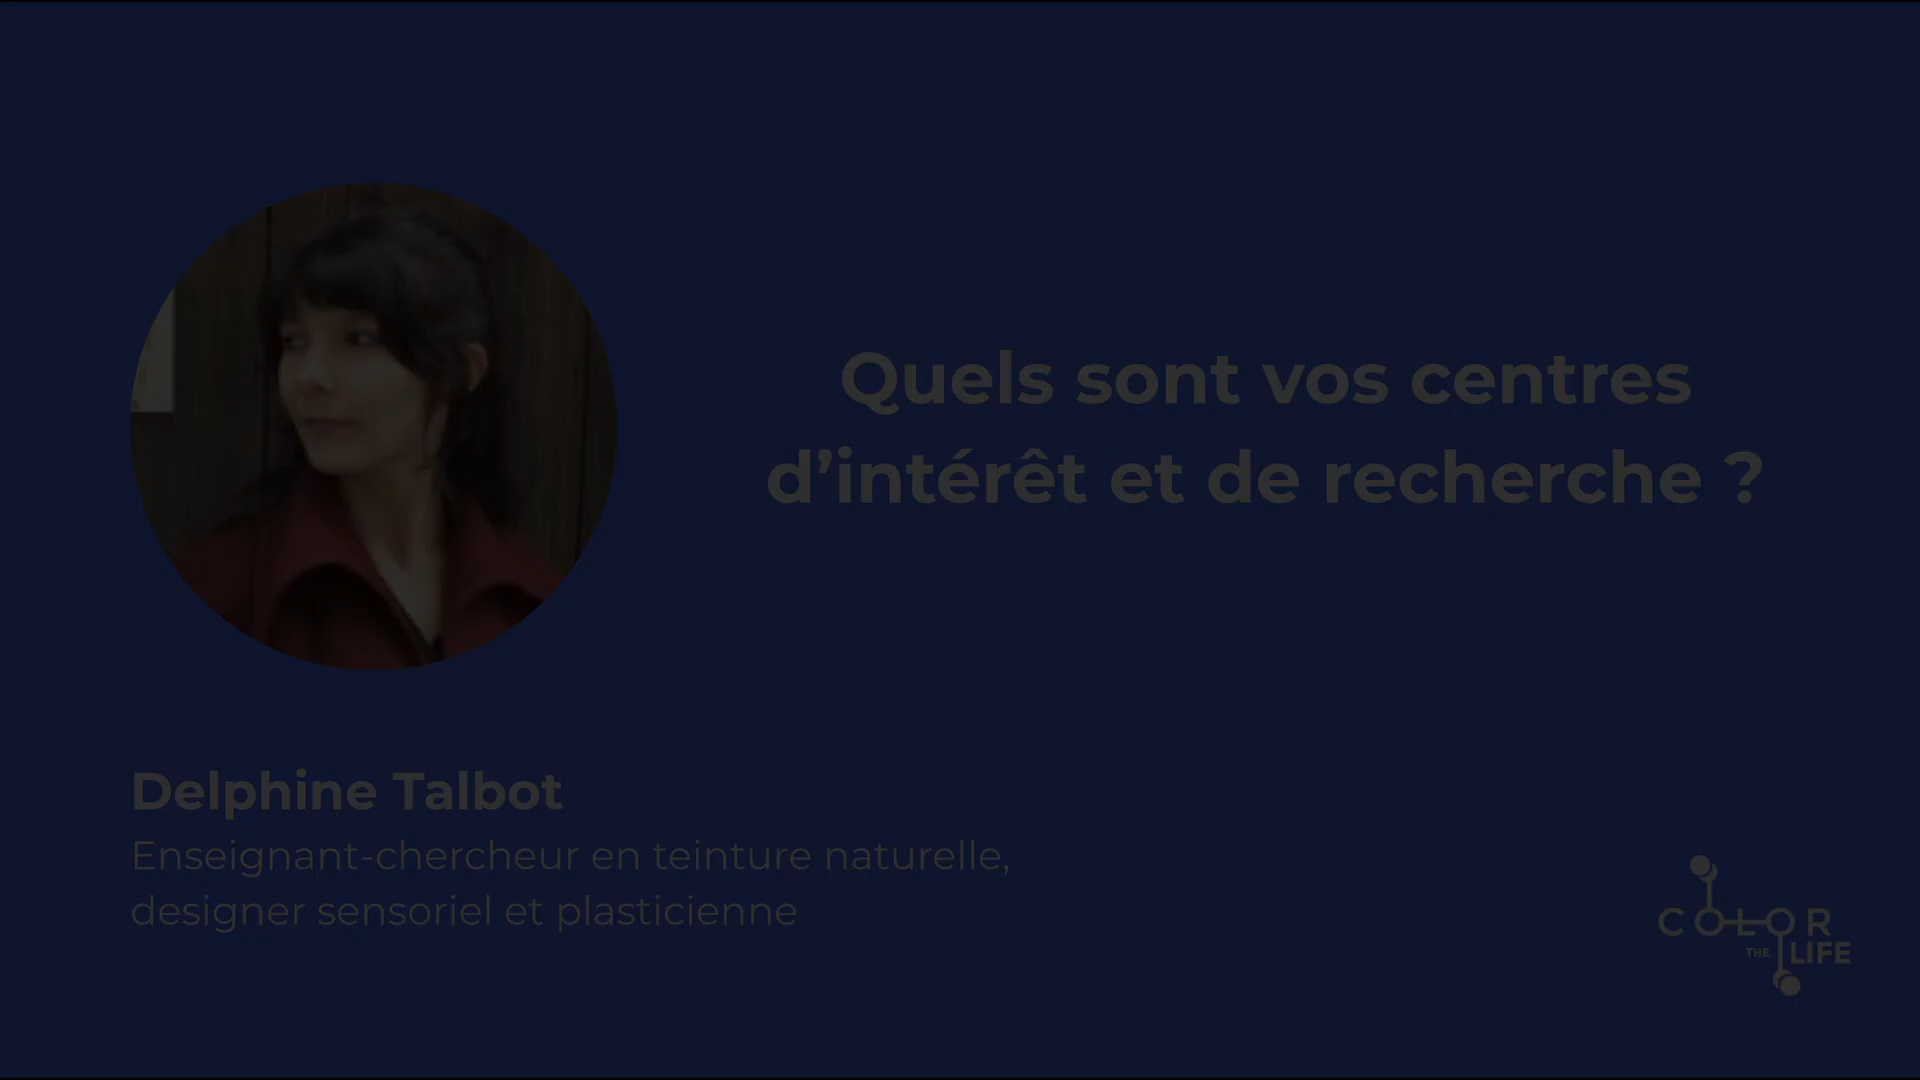 Quels sont vos centres
d’intérêt et de recherche ?
Delphine Talbot
Enseignant-chercheur en teinture naturelle,
designer sensoriel et plasticienne
COLOR
THE LIFE